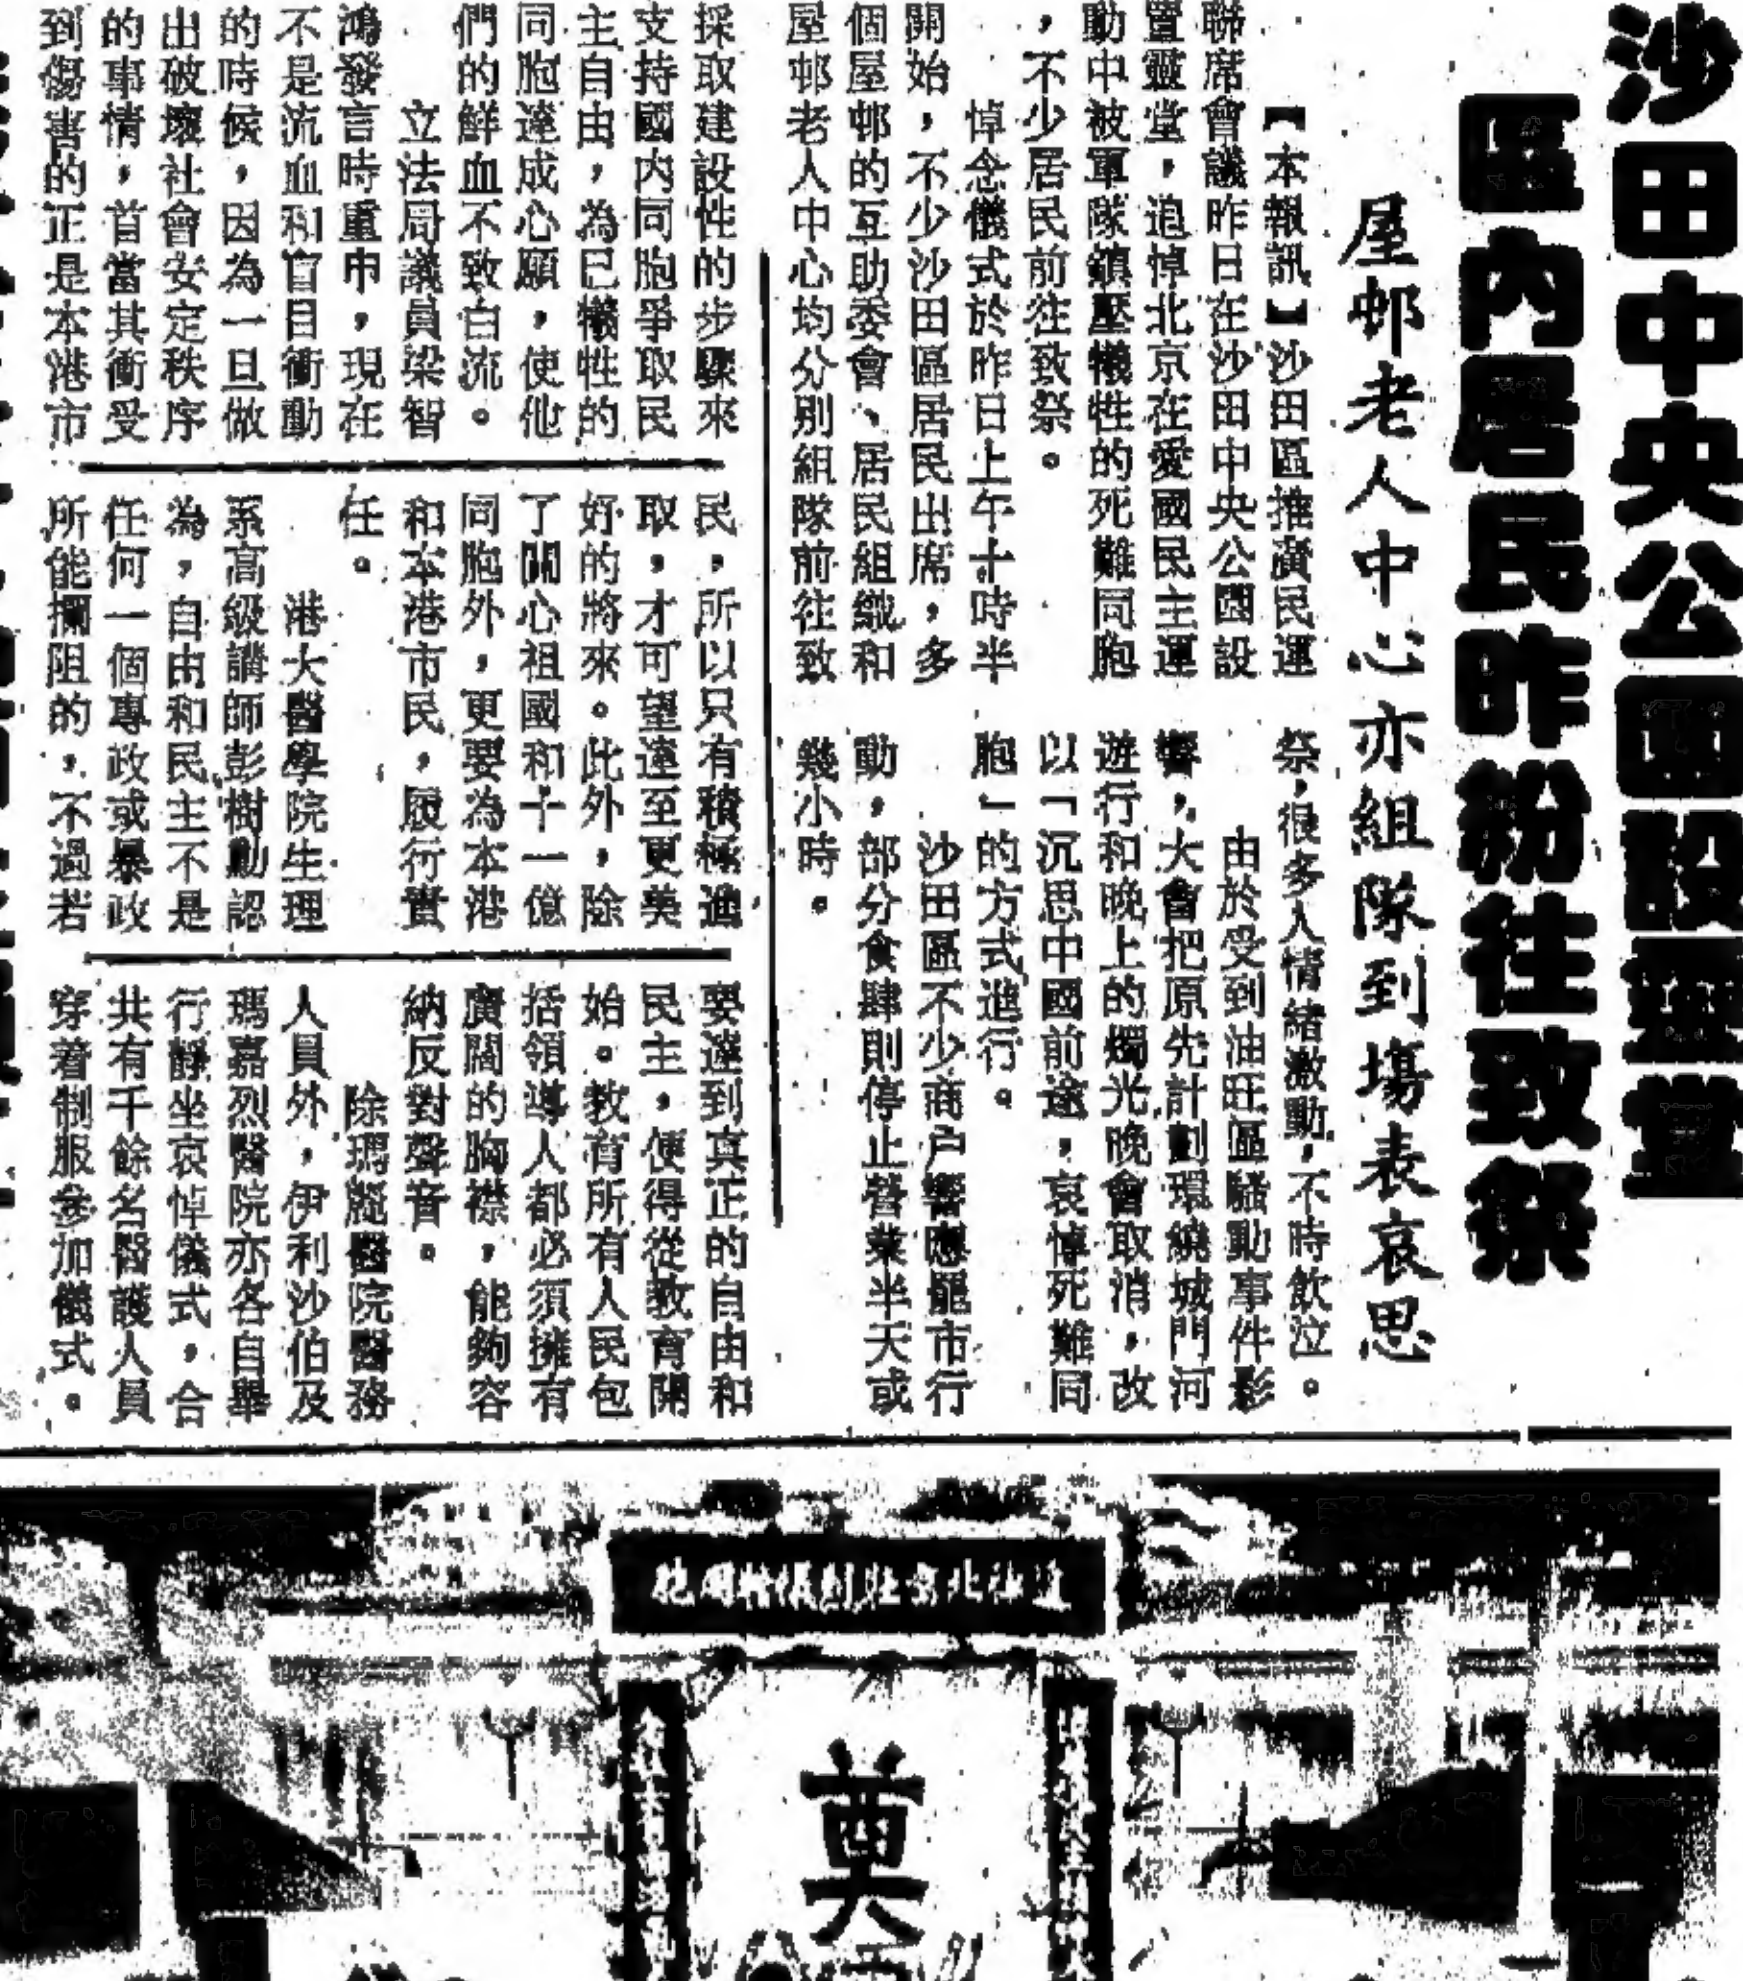 沙田中央公園設靈堂
區內居民昨紛往致祭
屋邨老人中心亦組隊到場表哀思
【本報訊】沙田區推廣民運
聯席會議昨日在沙田中央公園設
置靈堂，追悼北京在愛國民主運
動中被軍隊鎮壓犧牲的死難同胞
，不少居民前往致祭。
悼念儀式於昨日上午十時半
開始，不少沙田區居民出席，多
個屋邨的互助委會、居民組織和
屋邨老人中心均分別組隊前往致
祭，很多人情緒激動，不時飲泣。
由於受到油旺區騷動事件影
響，大會把原先計劃環繞城門河
遊行和晚上的燭光晚會取消，改
以「沉思中國前途，哀悼死難同
胞」的方式進行。
沙田區不少商户響應罷市行
動，部分食肆則停止營業半天或
幾小時。
採取建設性的步驟來
支持國內同胞爭取民
主自由，為已犧牲的
同胞達成心願，使他
們的鮮血不致白流。
立法局議員梁智
鴻發言時重申，現在
不是流血和盲目衝動
的時候，因為一旦做
出破壞社會安定秩序
的事情，首當其衝受
到傷害的正是本港市
民，所以只有積極進
取，才可望達至更美
好的將來。此外，除
了關心祖國和十一億
同胞外，更要為本港
和本港市民，履行責
任。
港大醫學院生理
系高級講師彭樹勳認
為，自由和民主不是
任何一個專政或暴政
所能攔阻的，不過若
要達到真正的自由和
民主，便得從教育開
始。教育所有人民包
括領導人都必須擁有
廣闊的胸襟，能夠容
納反對聲音。
除瑪麗醫院醫務
人員外，伊利沙伯及
瑪嘉烈醫院亦各自舉
行靜坐哀悼儀式，合
共有千餘名醫護人員
穿着制服參加儀式。
奠